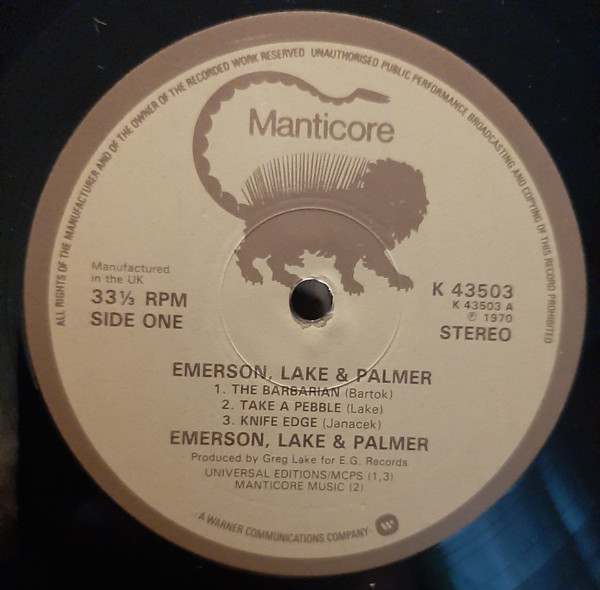 ALL RIGHTS OF THE MANUFACTURER AND OF THE OWNER OF THE RECORDED WORK RESERVED UNAUTHORISED PUBLIC PERFORMANCE BROADCASTING AND COPYING OF THIS RECORD PROHIBITED
Manticore
Manufactured
in the UK
33⅓ RPM
SIDE ONE
K 43503
K 43503 A
℗ 1970
STEREO
EMERSON, LAKE & PALMER
1. THE BARBARIAN (Bartok)
2. TAKE A PEBBLE (Lake)
3. KNIFE EDGE (Janacek)
EMERSON, LAKE & PALMER
Produced by Greg Lake for E.G. Records
UNIVERSAL EDITIONS/MCPS (1,3)
MANTICORE MUSIC (2)
·A WARNER COMMUNICATIONS COMPANY·